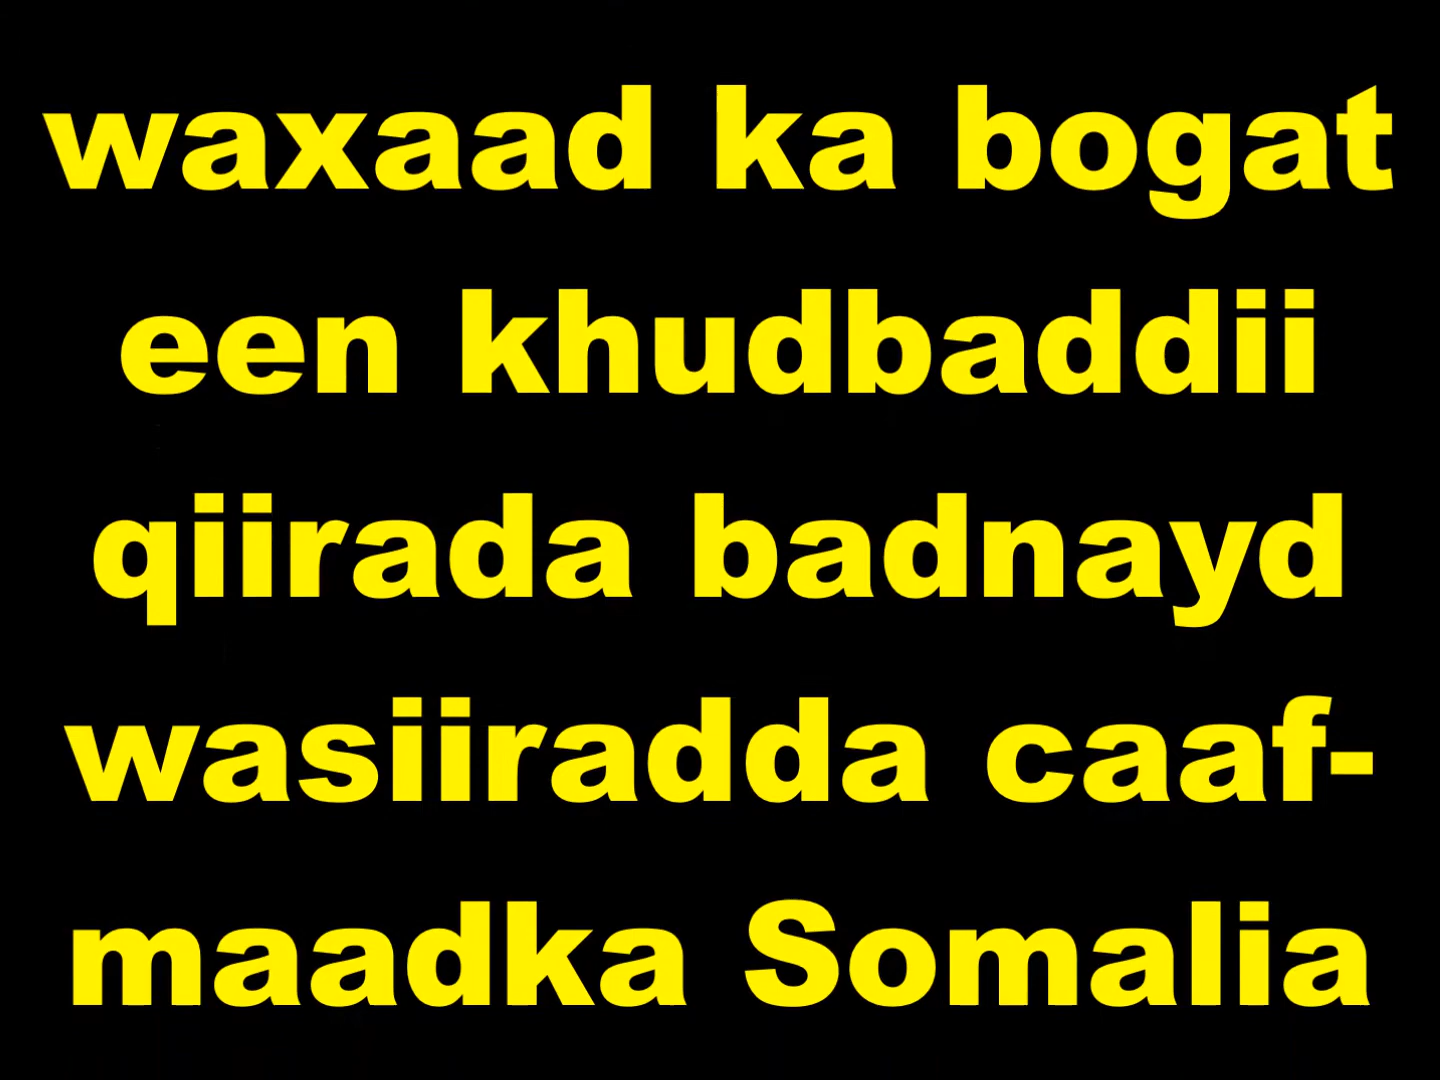 waxaad ka bogat
een khudbaddii
qiirada badnayd
wasiiradda caaf-
maadka Somalia